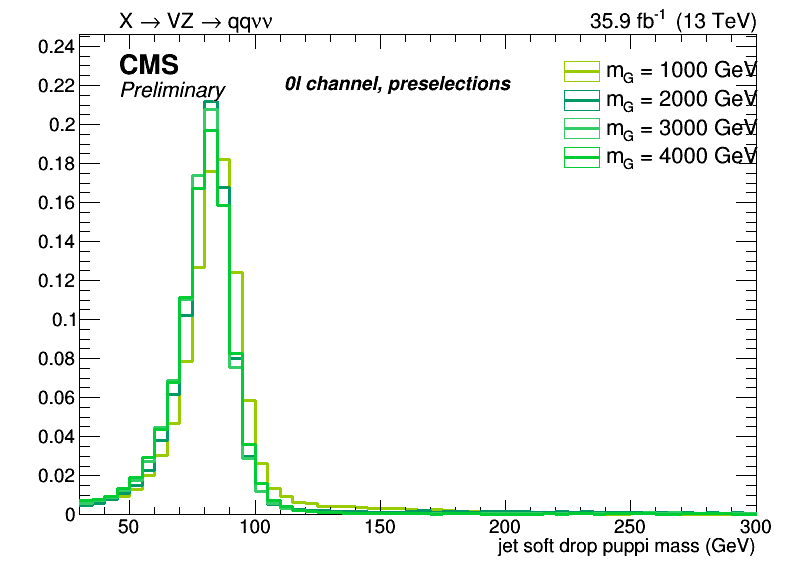 X → VZ → qqνν
35.9 fb⁻¹ (13 TeV)
CMS
Preliminary
0l channel, preselections
m_G = 1000 GeV
m_G = 2000 GeV
m_G = 3000 GeV
m_G = 4000 GeV
0.24
0.22
0.2
0.18
0.16
0.14
0.12
0.1
0.08
0.06
0.04
0.02
0
50 100 150 200 250 300
jet soft drop puppi mass (GeV)